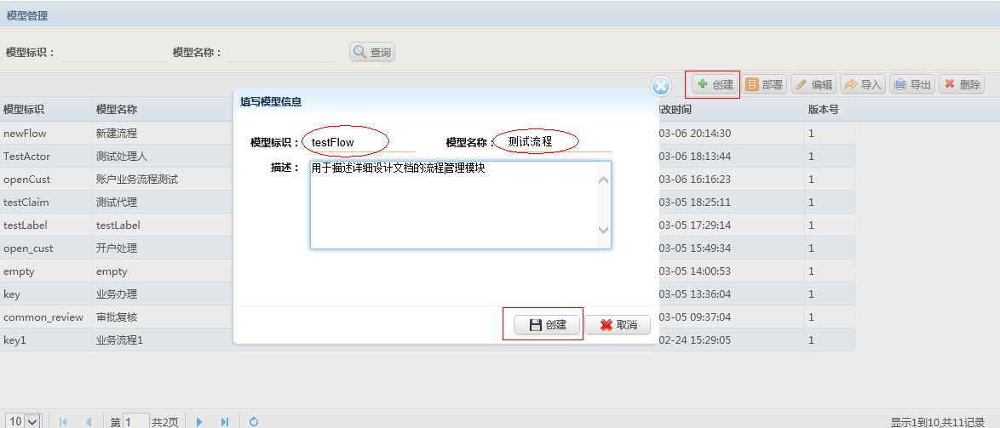 模型管理
模型标识： 模型名称： 查询
创建 部署 编辑 导入 导出 删除
模型标识 模型名称 改时间 版本号
newFlow 新建流程 03-06 20:14:30 1
TestActor 测试处理人 03-06 18:13:44 1
openCust 账户业务流程测试 03-06 16:16:23 1
testClaim 测试代理 03-05 18:25:11 1
testLabel testLabel 03-05 17:29:14 1
open_cust 开户处理 03-05 15:49:34 1
empty empty 03-05 14:00:53 1
key 业务办理 03-05 13:36:04 1
common_review 审批复核 03-05 09:37:04 1
key1 业务流程1 02-24 15:29:05 1
填写模型信息
模型标识： testFlow 模型名称： 测试流程
描述： 用于描述详细设计文档的流程管理模块
创建 取消
10 第 1 共2页 显示1到10,共11记录